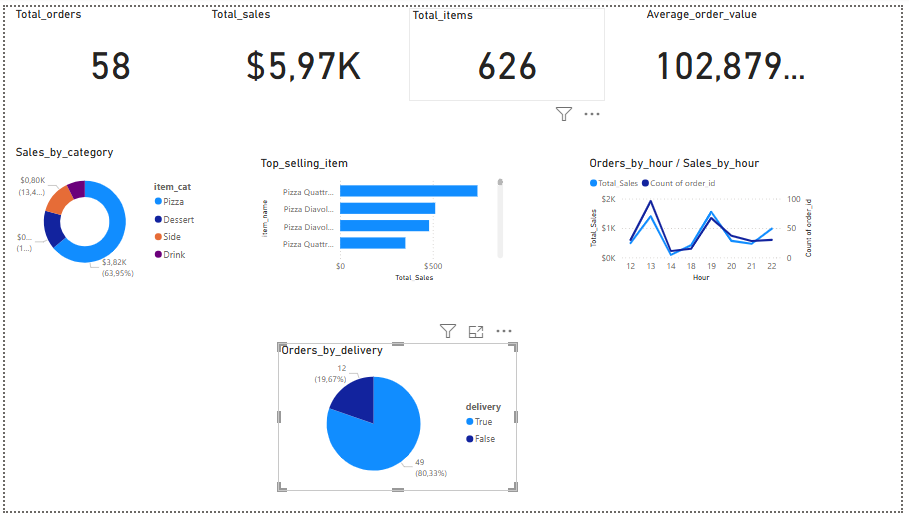 Total_orders
Total_sales
Total_items
Average_order_value
58
$5,97K
626
102,879...
Sales_by_category
$0,80K
(13,4...)
$0...
(1...)
$3,82K
(63,95%)
item_cat
Pizza
Dessert
Side
Drink
Top_selling_item
item_name
Pizza Quattr...
Pizza Diavol...
Pizza Diavol...
Pizza Quattr...
$0
$500
Total_Sales
Orders_by_hour / Sales_by_hour
Total_Sales
Count of order_id
Total_Sales
$2K
$1K
$0K
100
50
0
Count of order_id
12
13
14
18
19
20
21
22
Hour
Orders_by_delivery
12
(19,67%)
49
(80,33%)
delivery
True
False